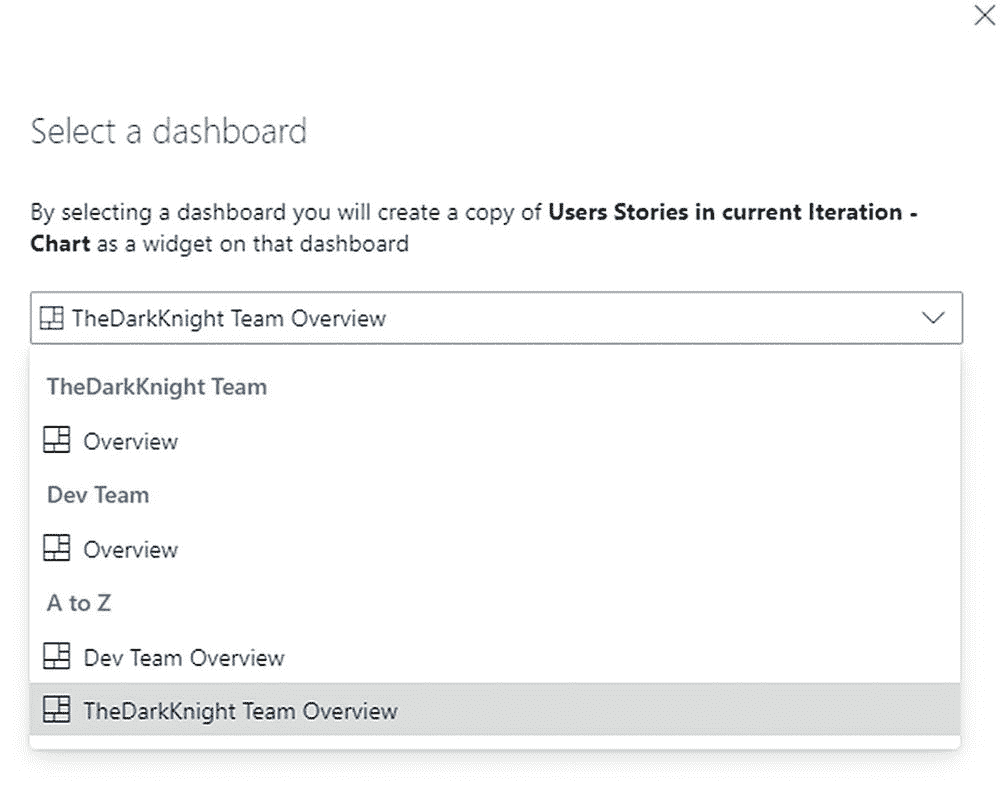 Select a dashboard
By selecting a dashboard you will create a copy of Users Stories in current Iteration -
Chart as a widget on that dashboard
TheDarkKnight Team Overview
TheDarkKnight Team
Overview
Dev Team
Overview
A to Z
Dev Team Overview
TheDarkKnight Team Overview